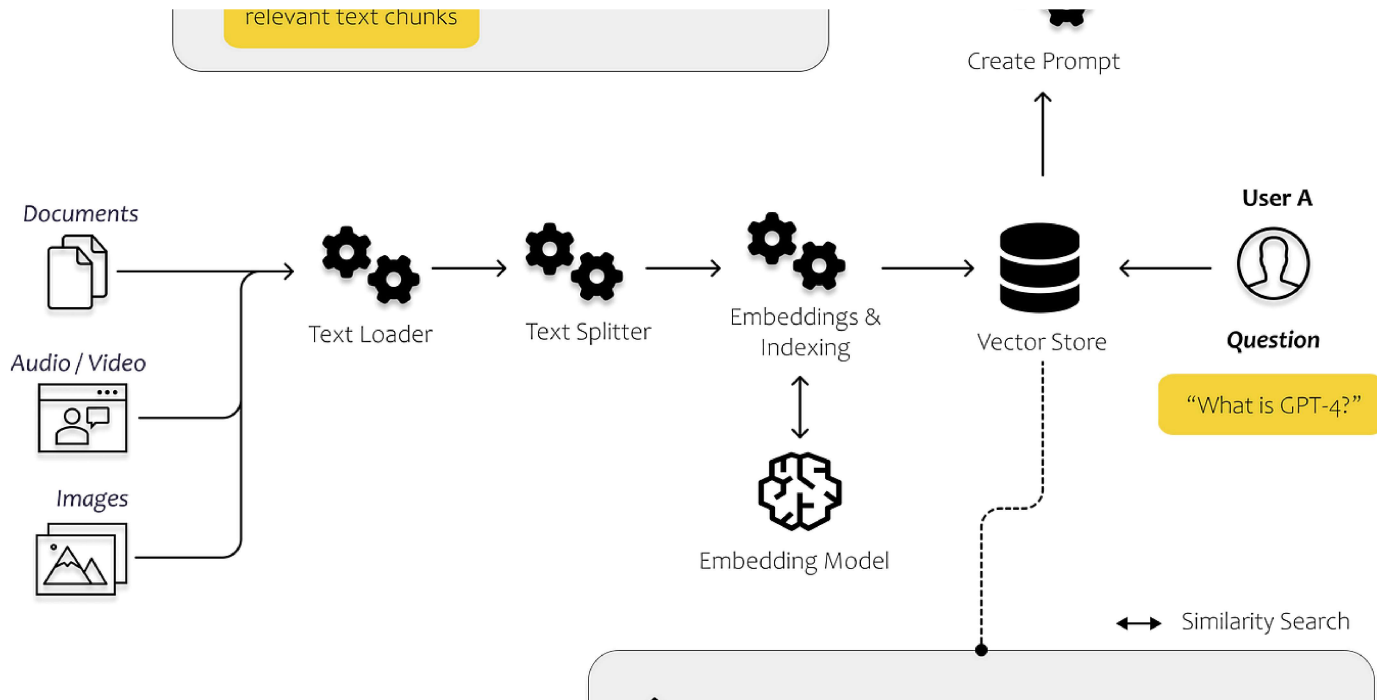 relevant text chunks
Create Prompt
Documents
User A
Audio / Video
Text Loader
Text Splitter
Embeddings &
Indexing
Vector Store
Question
“What is GPT-4?”
Images
Embedding Model
Similarity Search